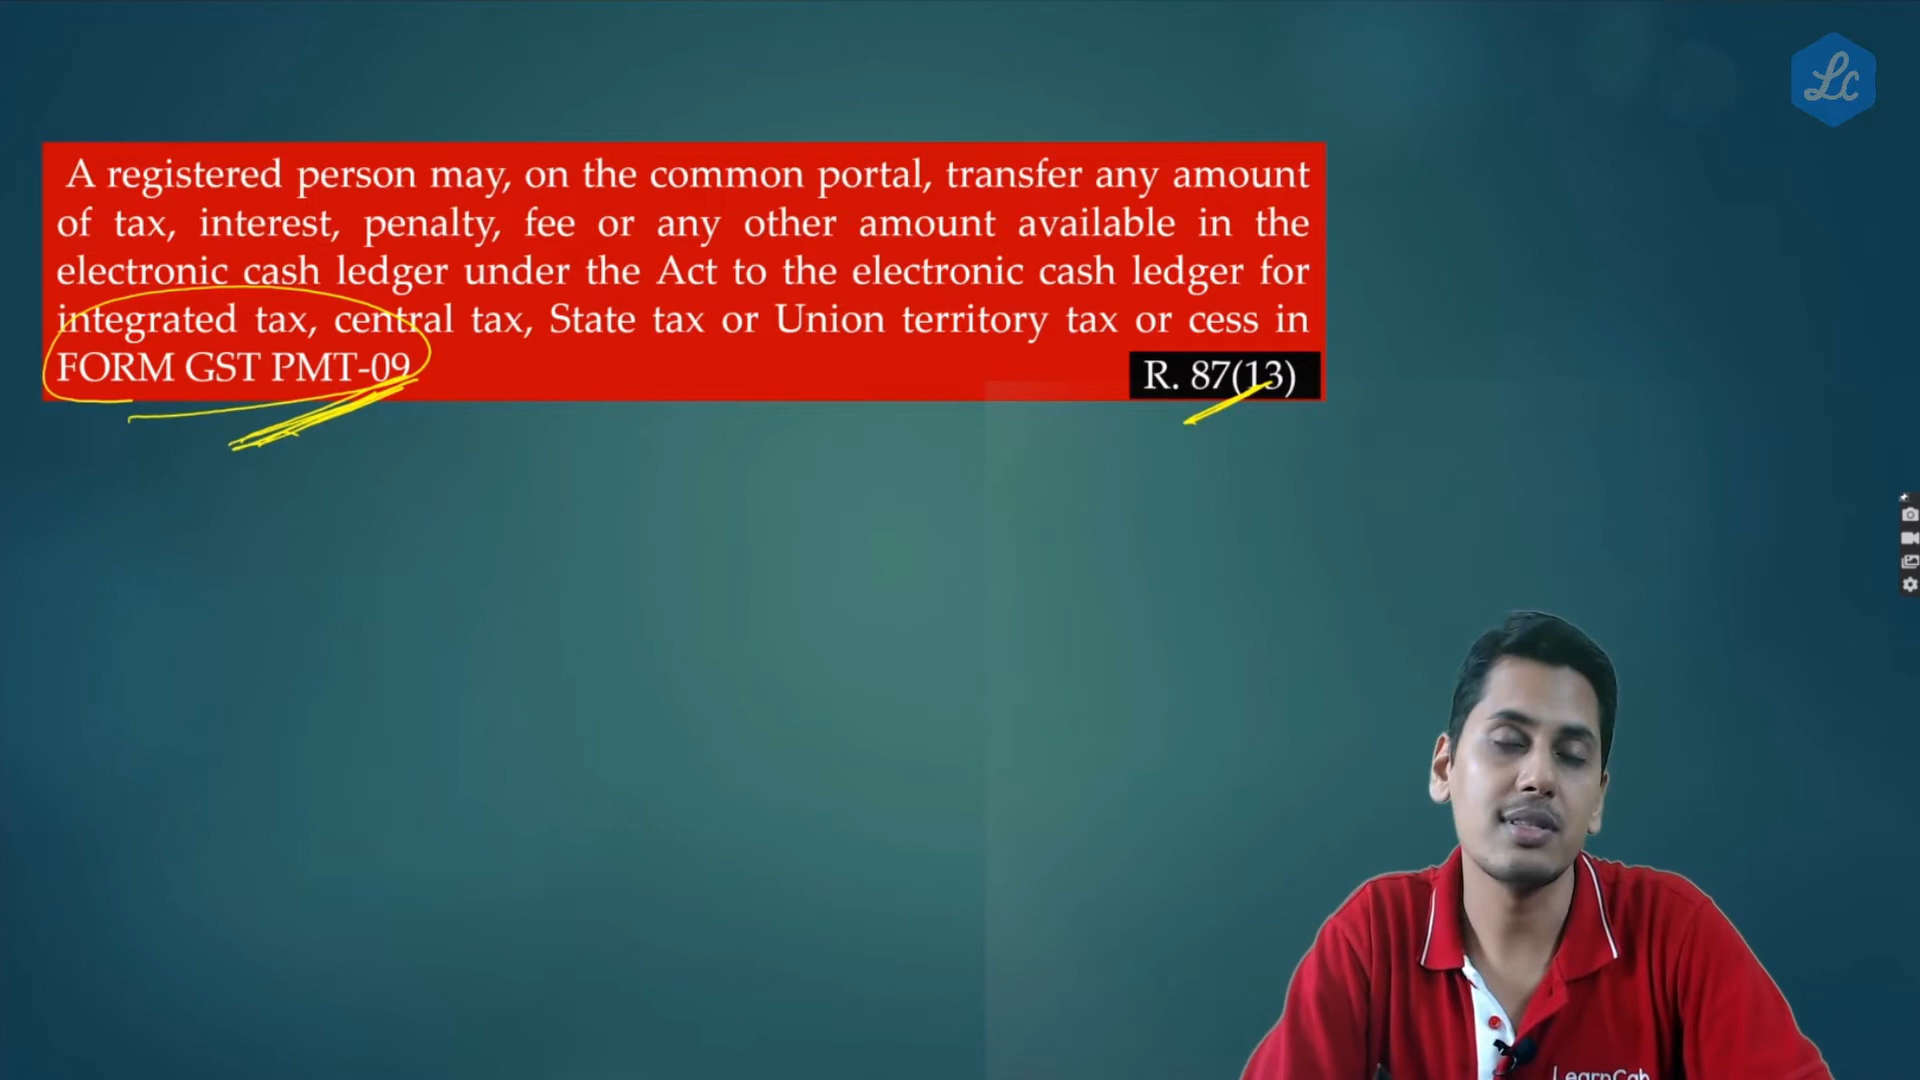 Lc
A registered person may, on the common portal, transfer any amount
of tax, interest, penalty, fee or any other amount available in the
electronic cash ledger under the Act to the electronic cash ledger for
integrated tax, central tax, State tax or Union territory tax or cess in
FORM GST PMT-09
R. 87(13)
LearnCab